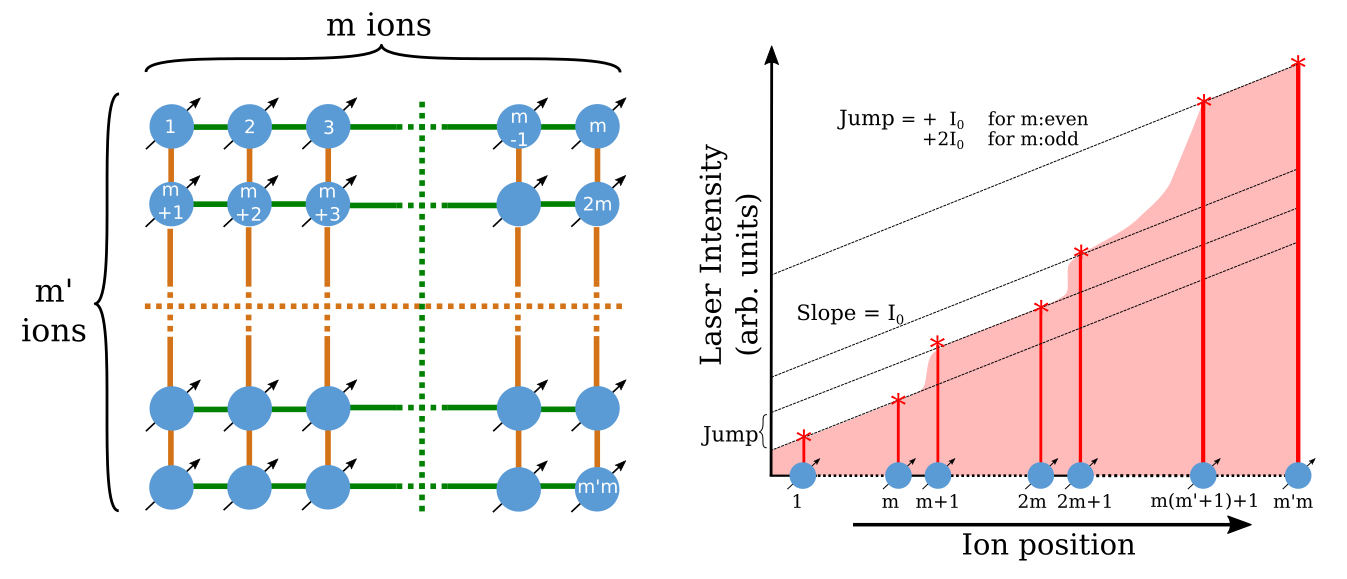 m ions
1 2 3 m -1 m
m +1 m +2 m +3 2m
m'
ions
m'm
Jump = + I₀ for m:even
+2I₀ for m:odd
Laser Intensity
(arb. units)
Slope = I₀
Jump
1 m m+1 2m 2m+1 m(m'+1)+1 m'm
Ion position